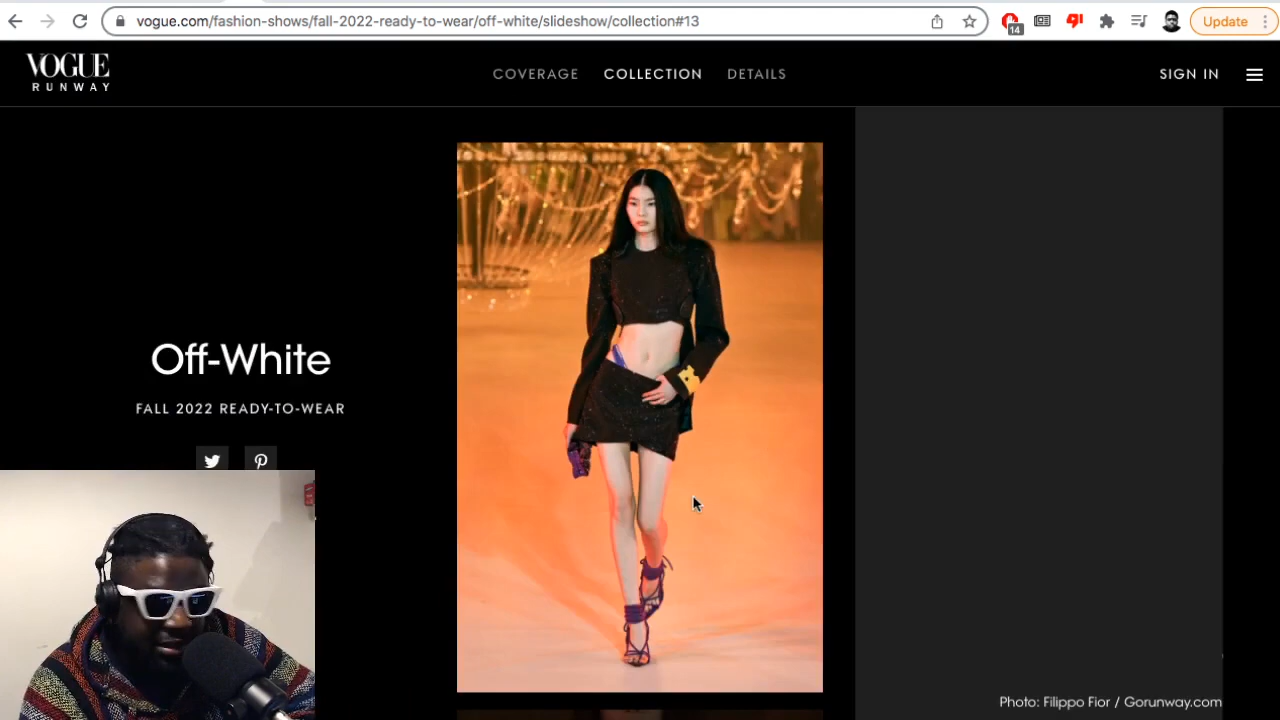 vogue.com/fashion-shows/fall-2022-ready-to-wear/off-white/slideshow/collection#13
14
Update
VOGUE
RUNWAY
COVERAGE
COLLECTION
DETAILS
SIGN IN
Off-White
FALL 2022 READY-TO-WEAR
Photo: Filippo Fior / Gorunway.com